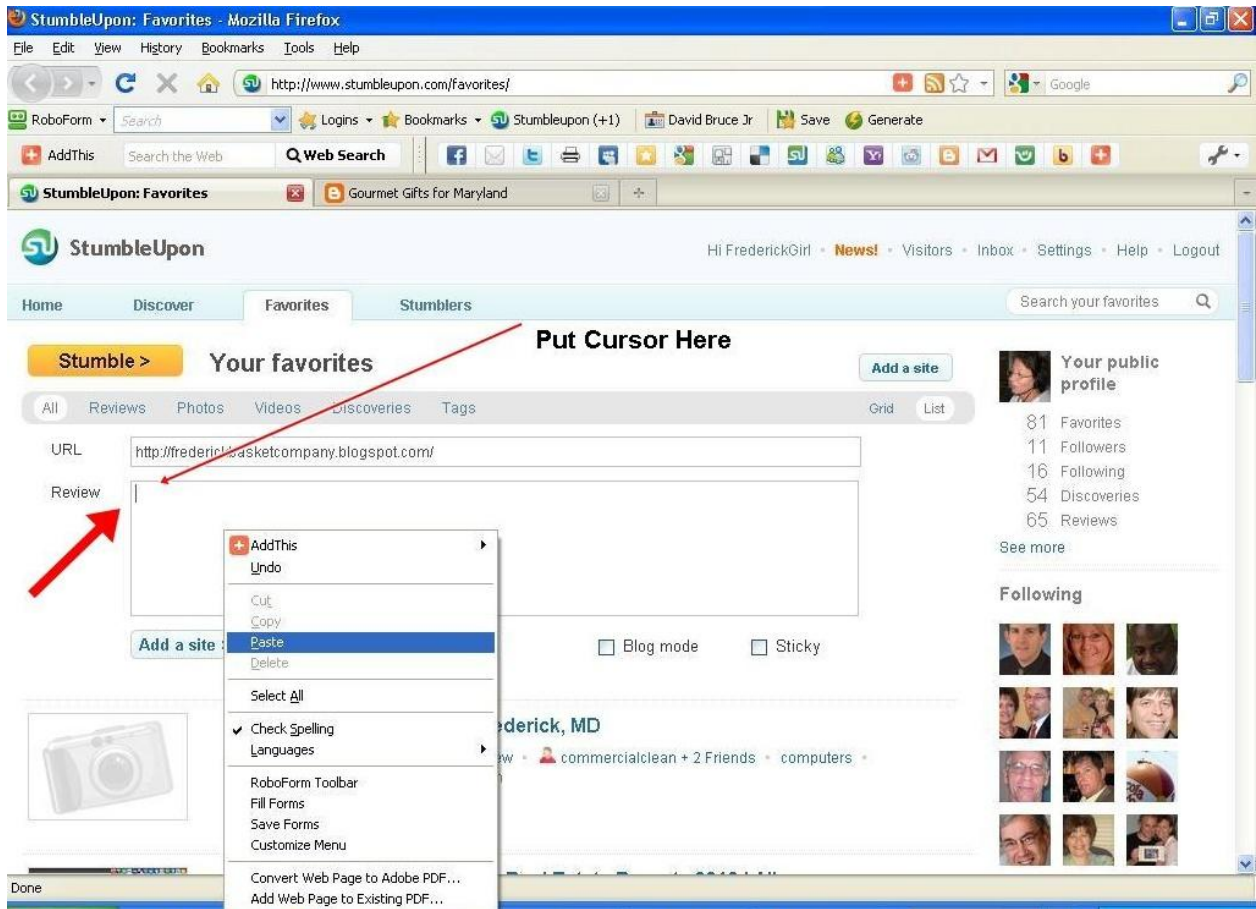 StumbleUpon: Favorites - Mozilla Firefox
File Edit View History Bookmarks Tools Help
http://www.stumbleupon.com/favorites/ Google
RoboForm Search Logins Bookmarks Stumbleupon (+1) David Bruce Jr Save Generate
AddThis Search the Web Web Search
StumbleUpon: Favorites Gourmet Gifts for Maryland
StumbleUpon
Hi FrederickGirl News! Visitors Inbox Settings Help Logout
Home Discover Favorites Stumblers Search your favorites
Put Cursor Here
Stumble > Your favorites Add a site
All Reviews Photos Videos Discoveries Tags Grid List
URL http://frederickbasketcompany.blogspot.com/
Review
Your public
profile
81 Favorites
11 Followers
16 Following
54 Discoveries
65 Reviews
See more
Following
AddThis
Undo
Cut
Copy
Paste
Delete
Select All
Check Spelling
Languages
RoboForm Toolbar
Fill Forms
Save Forms
Customize Menu
Convert Web Page to Adobe PDF...
Add Web Page to Existing PDF...
Add a site Blog mode Sticky
MD
commercialclean + 2 Friends computers
Done